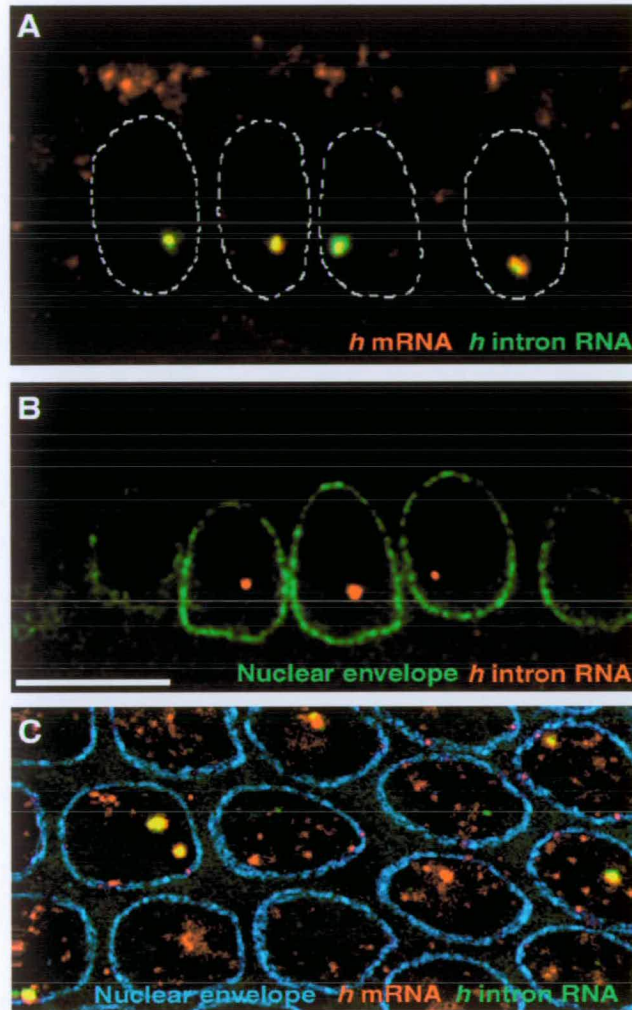 A
h mRNA h intron RNA
B
Nuclear envelope h intron RNA
C
Nuclear envelope h mRNA h intron RNA